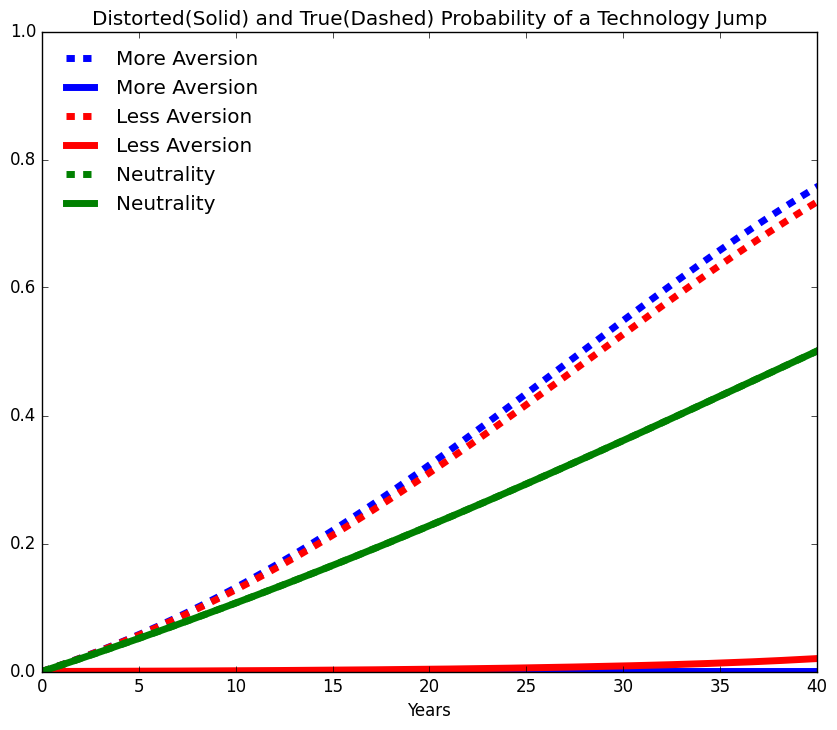 Distorted(Solid) and True(Dashed) Probability of a Technology Jump
1.0
0.8
0.6
0.4
0.2
0.0
More Aversion
More Aversion
Less Aversion
Less Aversion
Neutrality
Neutrality
0 5 10 15 20 25 30 35 40
Years